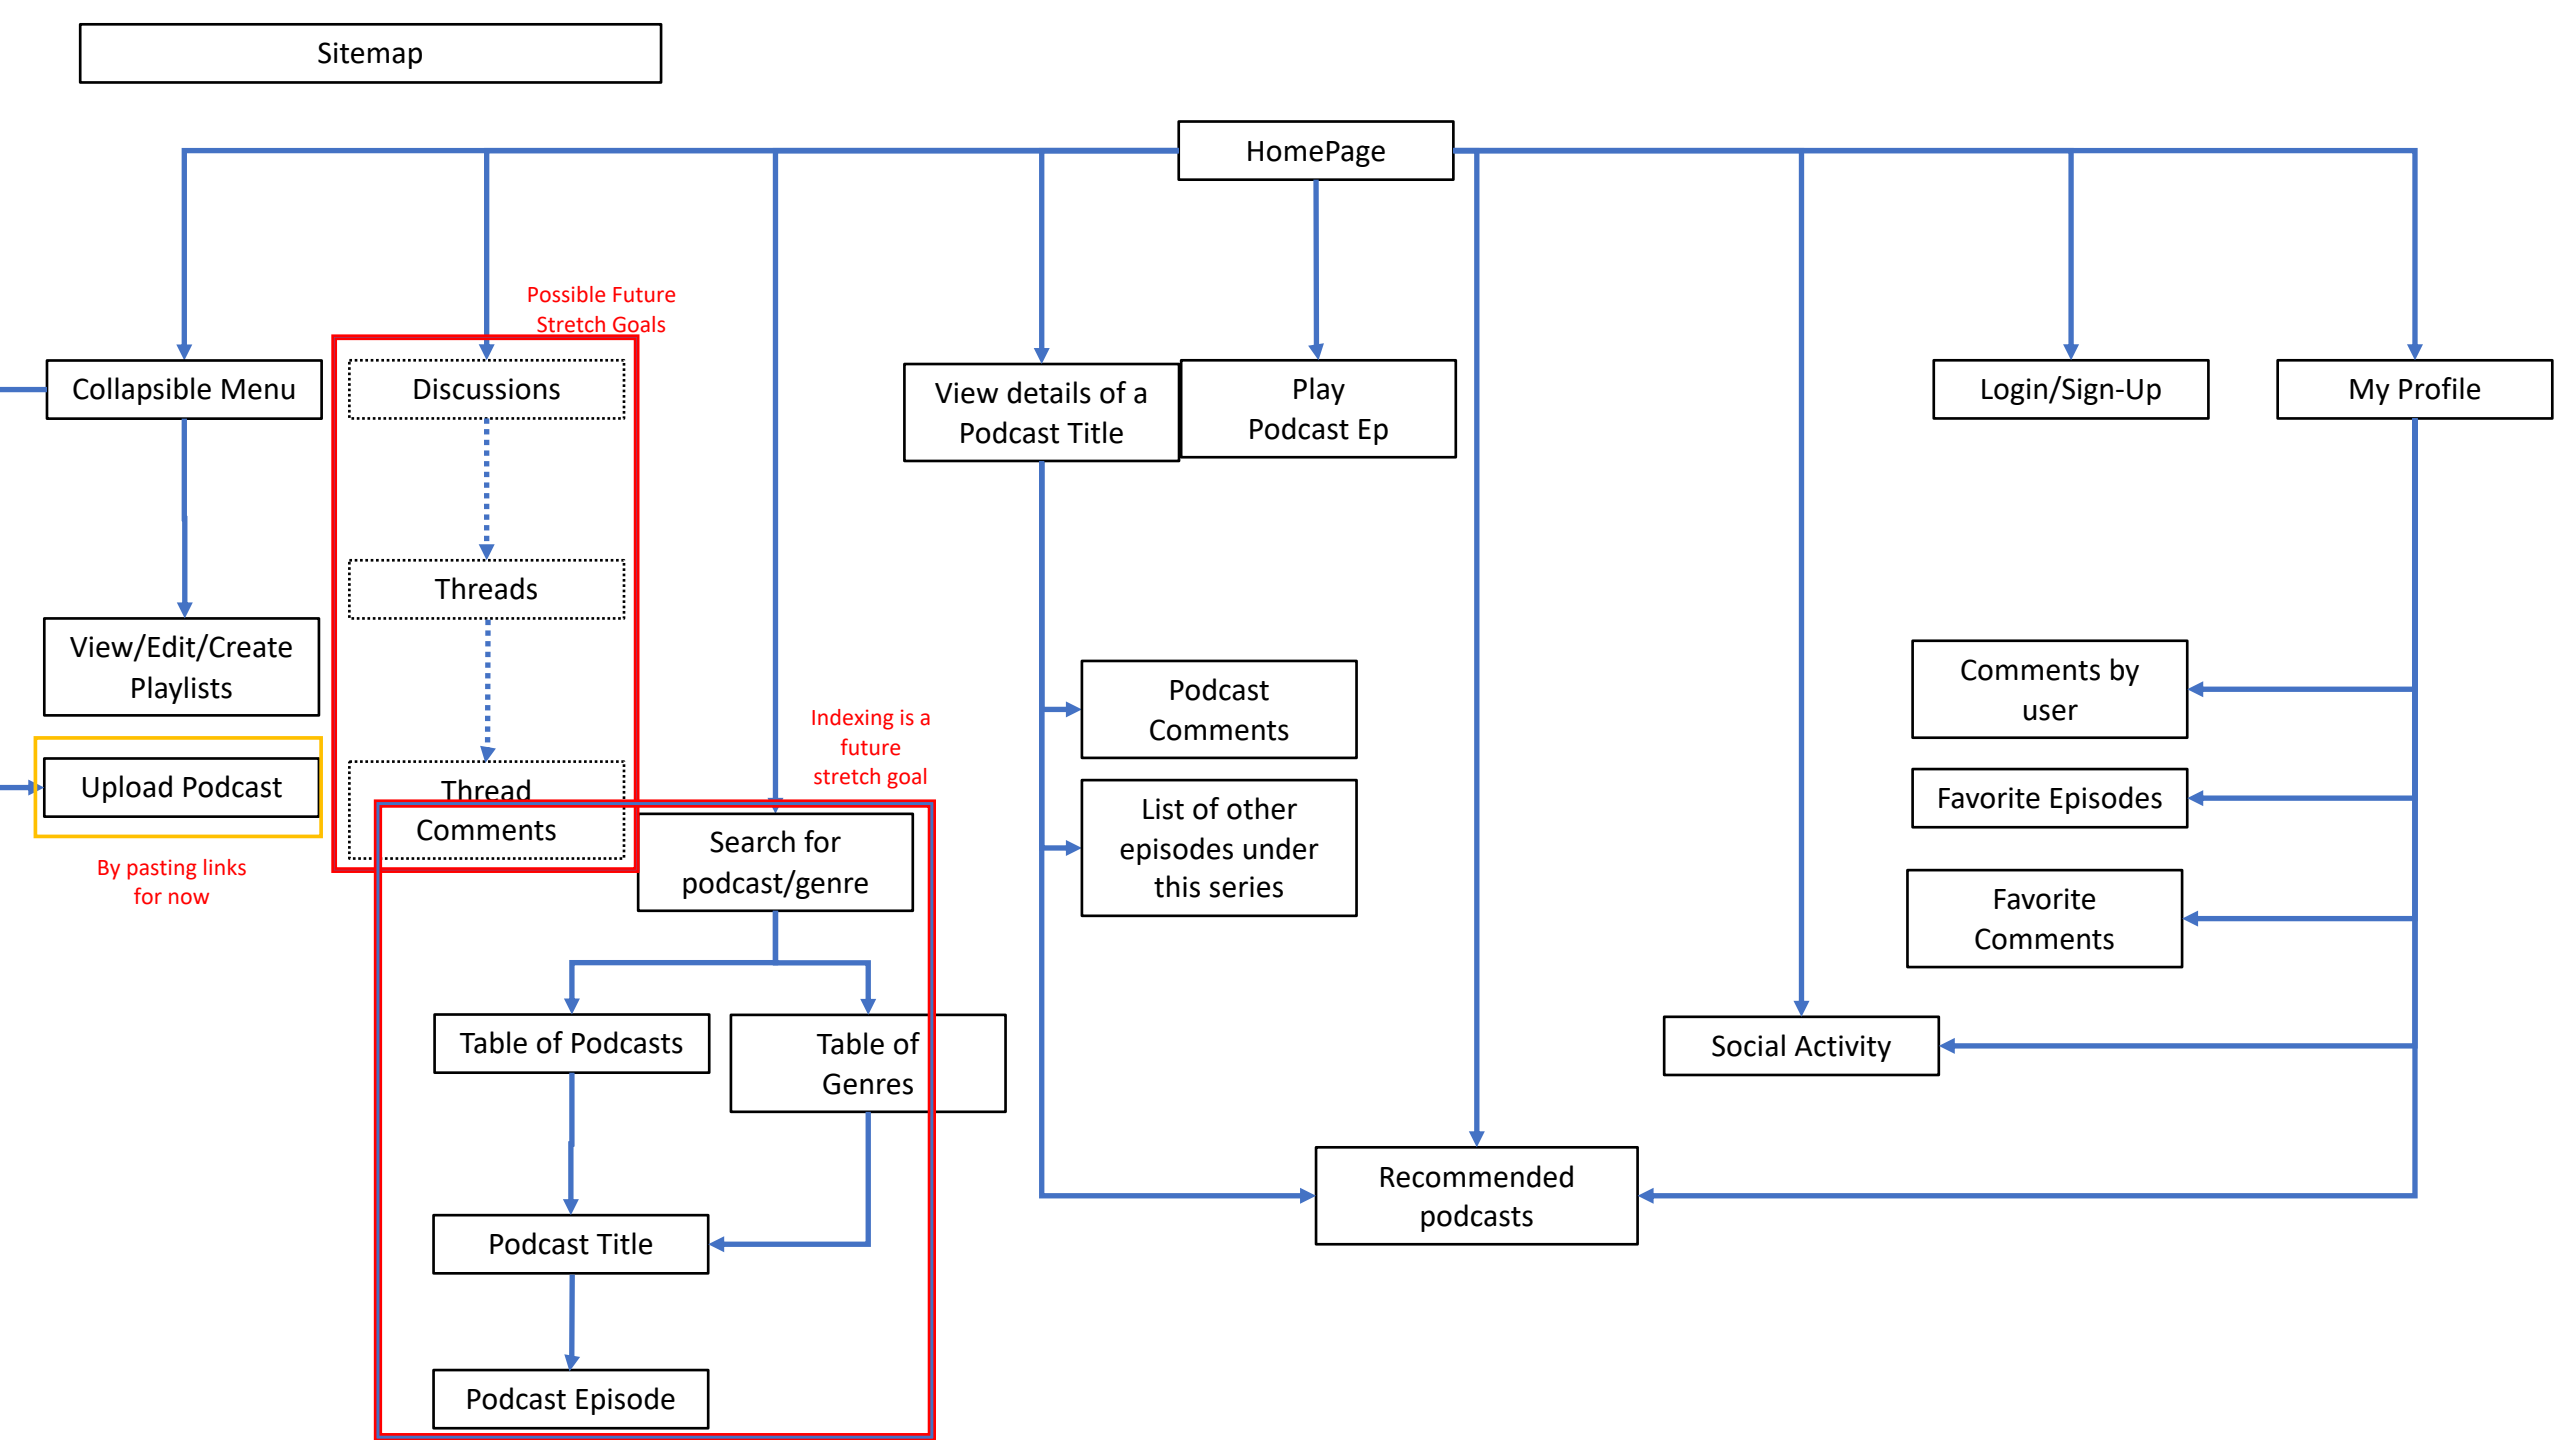 Sitemap
HomePage
Possible Future
Stretch Goals
Collapsible Menu
Discussions
View details of a
Podcast Title
Play
Podcast Ep
Login/Sign-Up
My Profile
Threads
View/Edit/Create
Playlists
Podcast
Comments
Comments by
user
Indexing is a
future
stretch goal
Upload Podcast
Thread
Comments
List of other
episodes under
this series
Favorite Episodes
Search for
podcast/genre
By pasting links
for now
Favorite
Comments
Table of Podcasts
Table of
Genres
Social Activity
Recommended
podcasts
Podcast Title
Podcast Episode